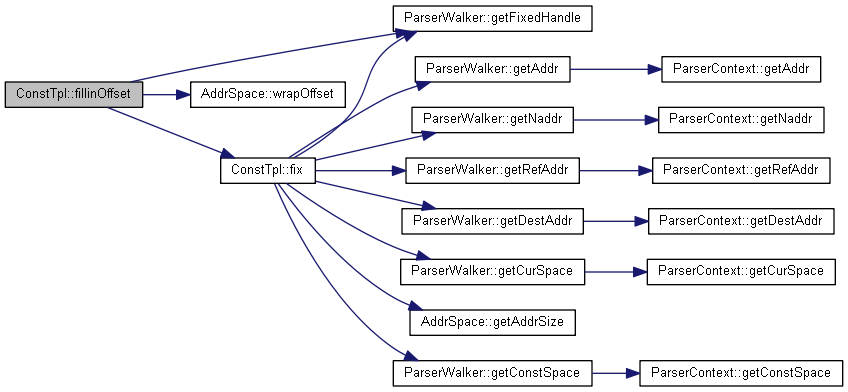 ConstTpl::fillinOffset
AddrSpace::wrapOffset
ConstTpl::fix
ParserWalker::getFixedHandle
ParserWalker::getAddr
ParserContext::getAddr
ParserWalker::getNaddr
ParserContext::getNaddr
ParserWalker::getRefAddr
ParserContext::getRefAddr
ParserWalker::getDestAddr
ParserContext::getDestAddr
ParserWalker::getCurSpace
ParserContext::getCurSpace
AddrSpace::getAddrSize
ParserWalker::getConstSpace
ParserContext::getConstSpace